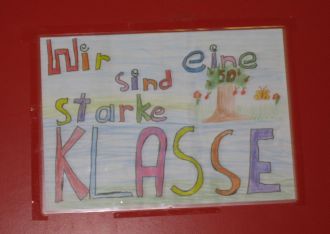 Wir eine
sind
starke
KLASSE